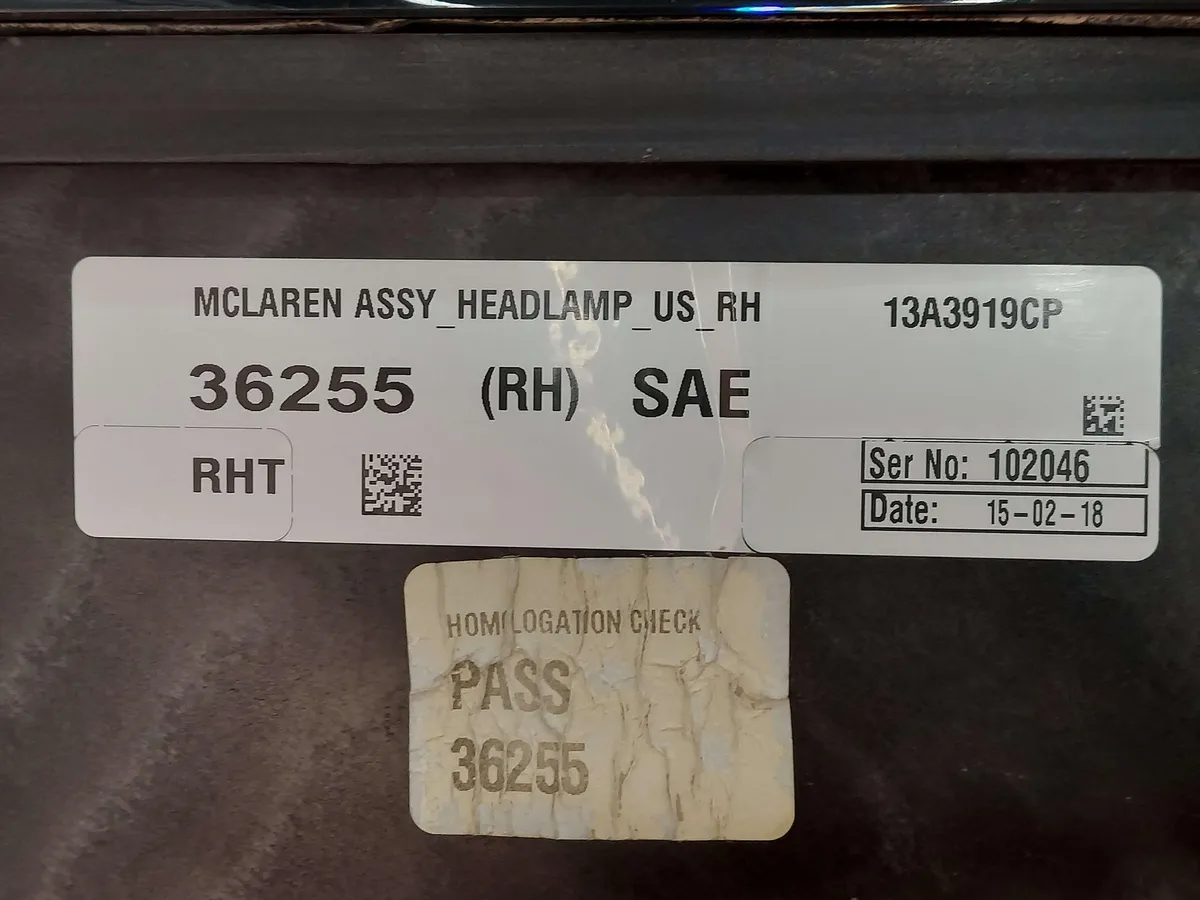 MCLAREN ASSY_HEADLAMP_US_RH 13A3919CP
36255 (RH) SAE
RHT
Ser No: 102046
Date: 15-02-18
HOMOLOGATION CHECK
PASS
36255